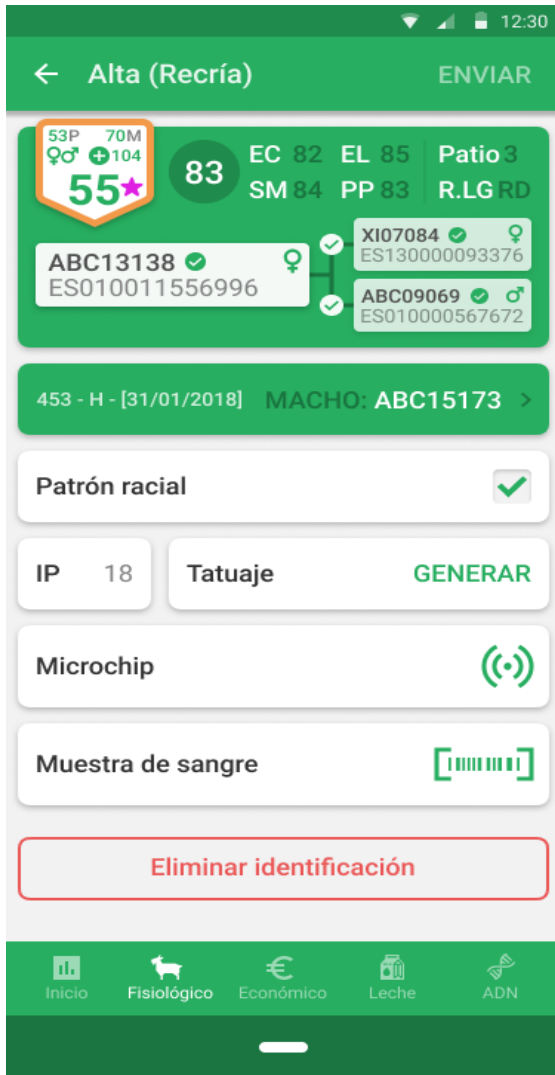 12:30
Alta (Recría) ENVIAR
53P 70M
104
55
83
EC 82 EL 85 Patio 3
SM 84 PP 83 R.LG RD
ABC13138
ES010011556996
XI07084
ES130000093376
ABC09069
ES010000567672
453 - H - [31/01/2018] MACHO: ABC15173 >
Patrón racial
IP 18 Tatuaje GENERAR
Microchip
Muestra de sangre
Eliminar identificación
Inicio Fisiológico Económico Leche ADN